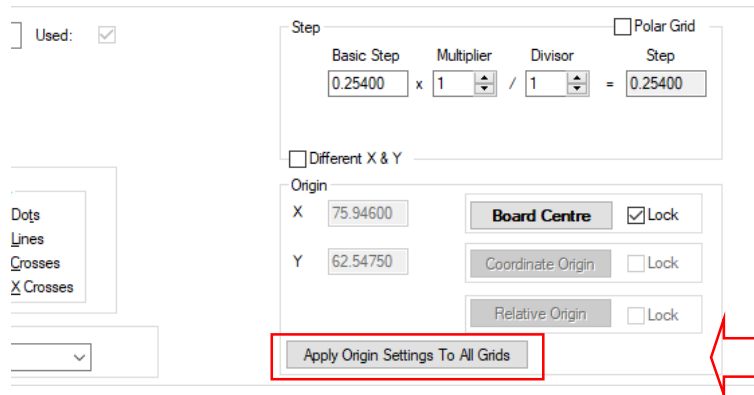 Used:
Step
Polar Grid
Basic Step Multiplier Divisor Step
0.25400 x 1 / 1 = 0.25400
Different X & Y
Origin
X 75.94600 Board Centre Lock
Dots
Lines
Y 62.54750 Coordinate Origin Lock
Crosses
X Crosses
Relative Origin Lock
Apply Origin Settings To All Grids